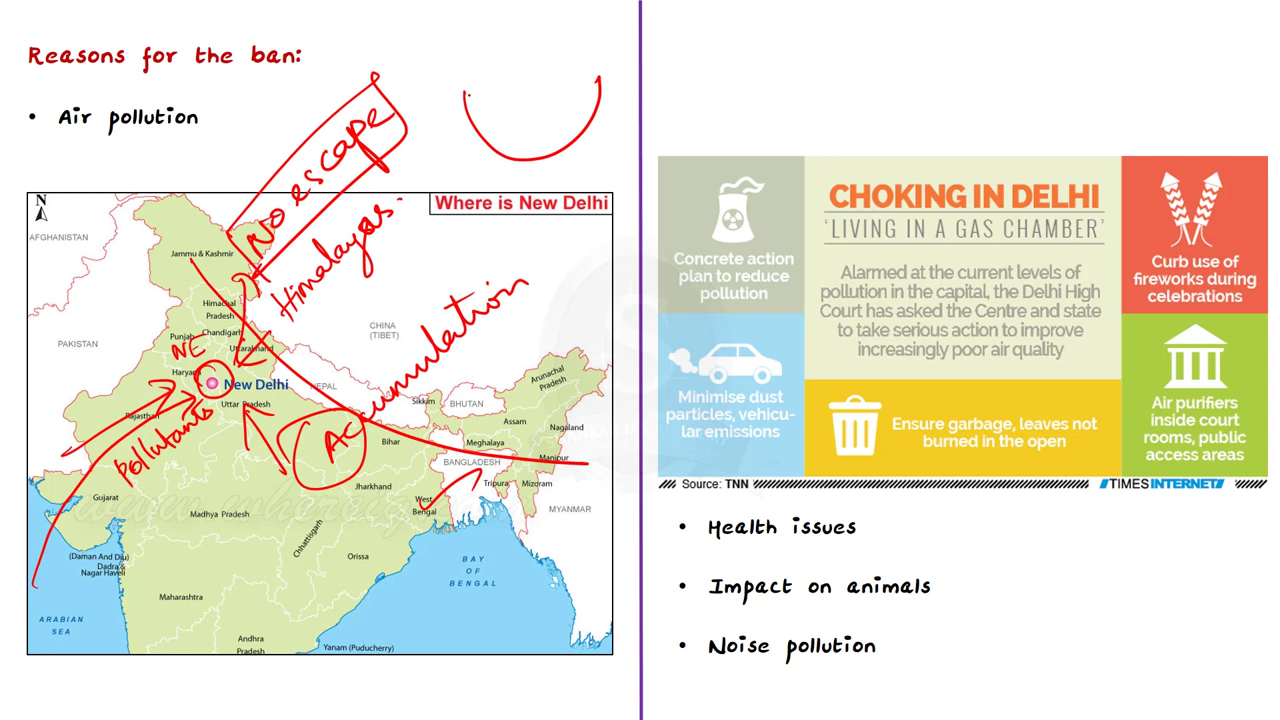 Reasons for the ban:
• Air pollution
No escape
Himalayas.
Accumulation
NE
Pollutants
N
Where is New Delhi
AFGHANISTAN
Jammu & Kashmir
Himachal
Pradesh
CHINA
(TIBET)
PAKISTAN
Punjab
Chandigarh
Uttarakhand
Haryana
New Delhi
NEPAL
Rajasthan
Uttar Pradesh
Sikkim
BHUTAN
Arunachal
Pradesh
Assam
Nagaland
Bihar
Meghalaya
Manipur
BANGLADESH
Gujarat
Jharkhand
West
Bengal
Tripura
Mizoram
Madhya Pradesh
MYANMAR
Chhattisgarh
(Daman And Diu)
Dadra &
Nagar Haveli
Orissa
BAY
OF
BENGAL
Maharashtra
ARABIAN
SEA
Andhra
Pradesh
Yanam (Puducherry)
Concrete action
plan to reduce
pollution
Minimise dust
particles, vehicu-
lar emissions
CHOKING IN DELHI
'LIVING IN A GAS CHAMBER'
Alarmed at the current levels of
pollution in the capital, the Delhi High
Court has asked the Centre and state
to take serious action to improve
increasingly poor air quality
Ensure garbage, leaves not
burned in the open
Curb use of
fireworks during
celebrations
Air purifiers
inside court
rooms, public
access areas
Source: TNN
TIMES INTERNET
• Health issues
• Impact on animals
• Noise pollution